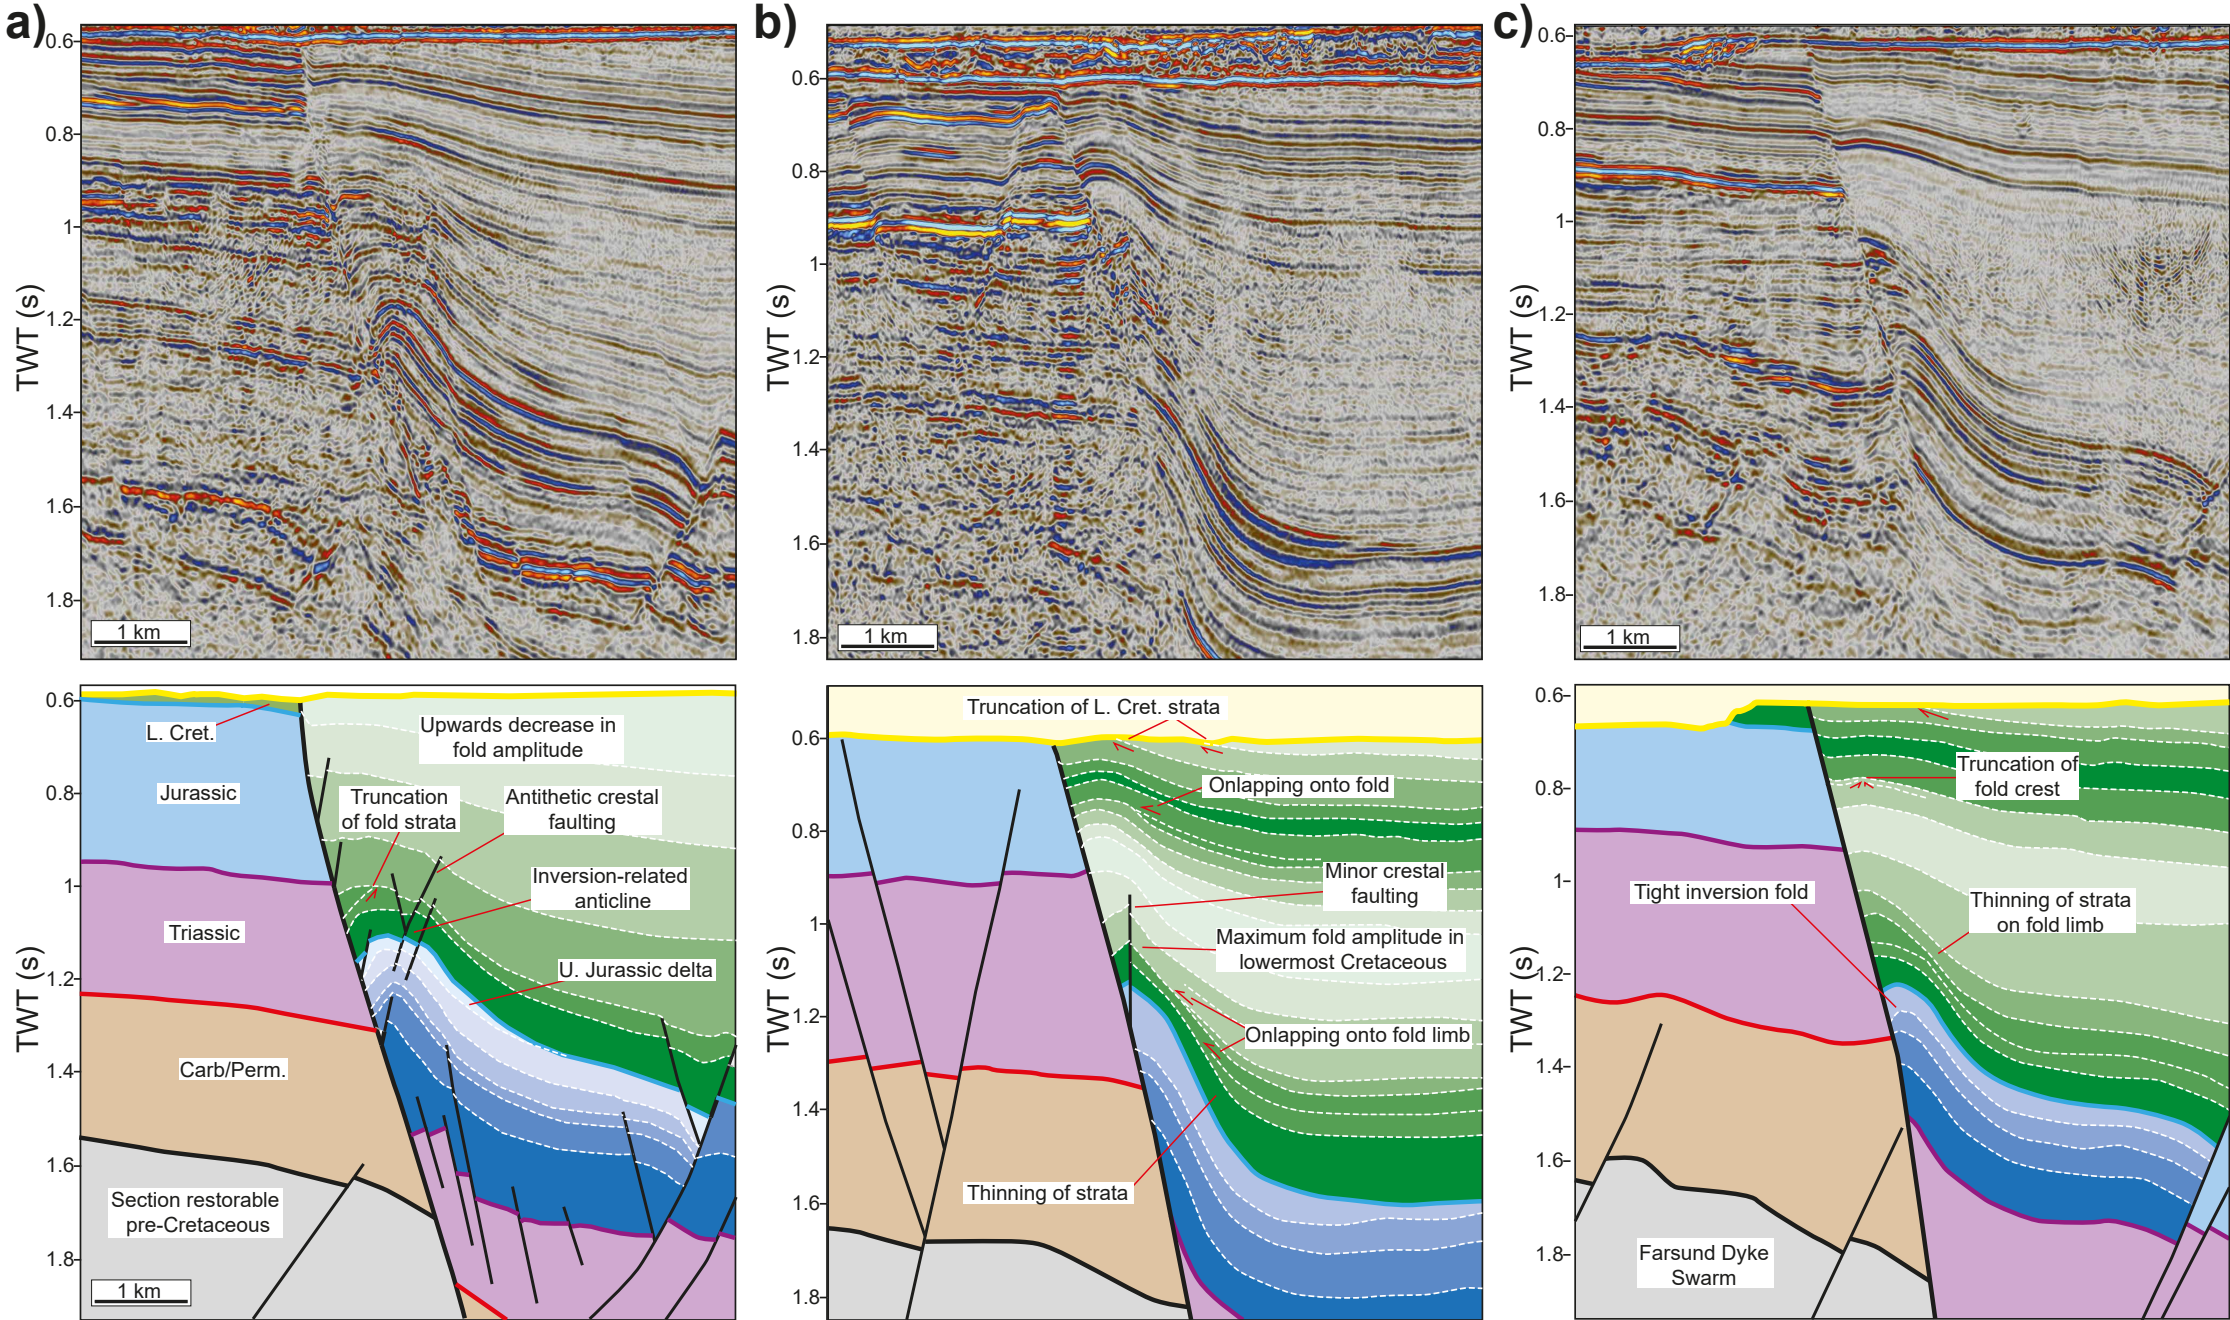 a)
b)
c)
0.6
0.8
1
1.2
1.4
1.6
1.8
TWT (s)
1 km
0.6
0.8
1
1.2
1.4
1.6
1.8
TWT (s)
1 km
0.6
0.8
1
1.2
1.4
1.6
1.8
TWT (s)
1 km
0.6
0.8
1
1.2
1.4
1.6
1.8
TWT (s)
L. Cret.
Jurassic
Triassic
Carb/Perm.
Section restorable
pre-Cretaceous
1 km
Upwards decrease in
fold amplitude
Truncation
of fold strata
Antithetic crestal
faulting
Inversion-related
anticline
U. Jurassic delta
0.6
0.8
1
1.2
1.4
1.6
1.8
TWT (s)
Truncation of L. Cret. strata
Onlapping onto fold
Minor crestal
faulting
Maximum fold amplitude in
lowermost Cretaceous
Onlapping onto fold limb
Thinning of strata
0.6
0.8
1
1.2
1.4
1.6
1.8
TWT (s)
Truncation of
fold crest
Tight inversion fold
Thinning of strata
on fold limb
Farsund Dyke
Swarm